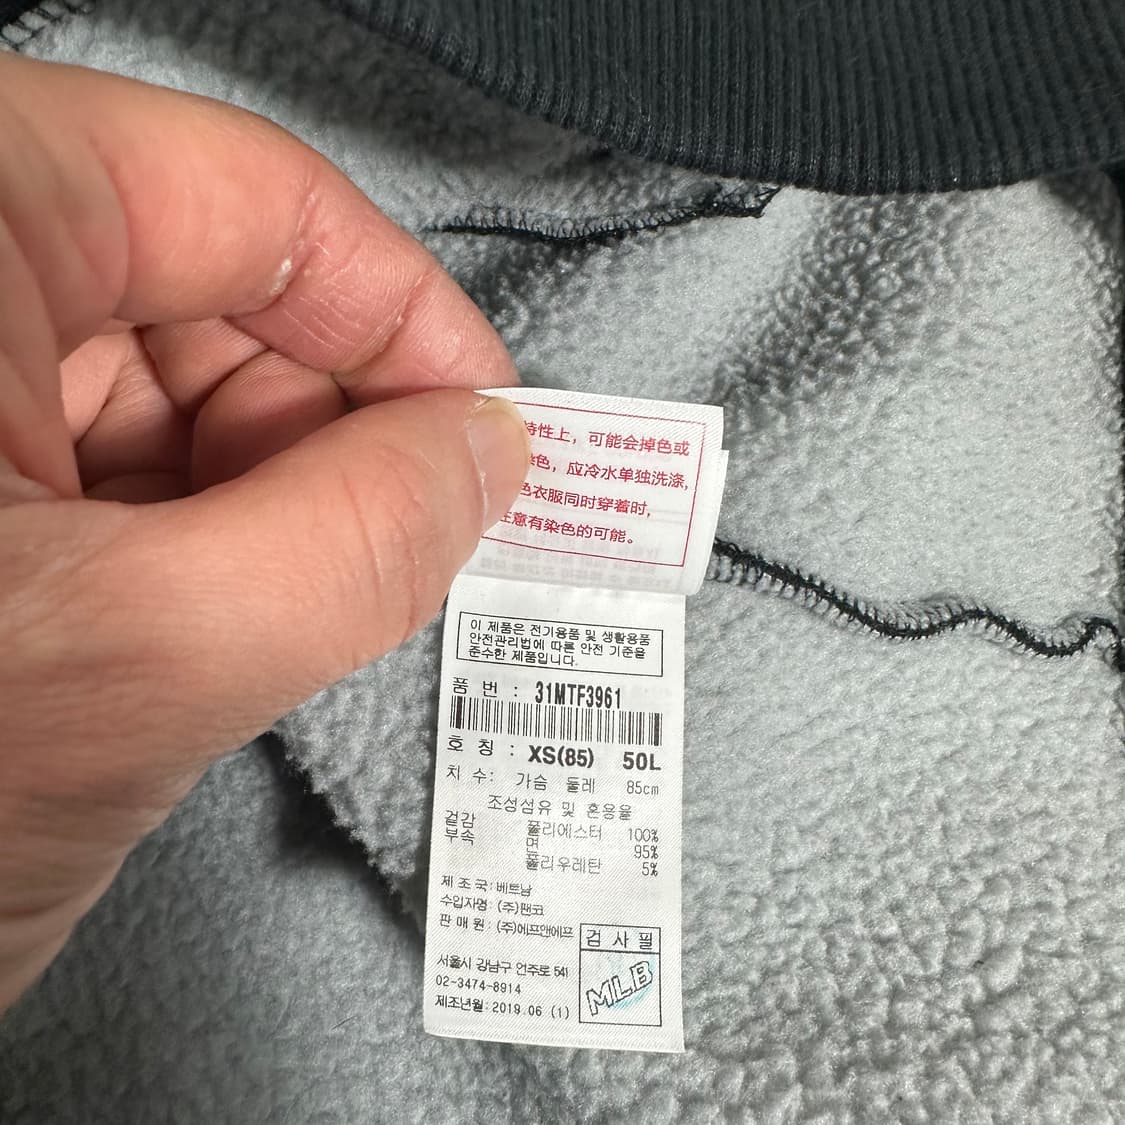 特性上，可能会掉色或
色，应冷水单独洗涤，
色衣服同时穿着时，
意有染色的可能。
이 제품은 전기용품 및 생활용품
안전관리법에 따른 안전 기준을
준수한 제품입니다.
품 번 : 31MTF3961
호 칭 : XS(85) 50L
치 수: 가슴 둘레 85cm
조성섬유 및 혼용율
겉감 폴리에스터 100%
부속 면 95%
폴리우레탄 5%
제 조 국: 베트남
수입자명: (주)팬코
판 매 원: (주)에프앤에프
서울시 강남구 언주로 541
02-3474-8914
제조년월: 2019.06 (1)
검 사 필
MLB